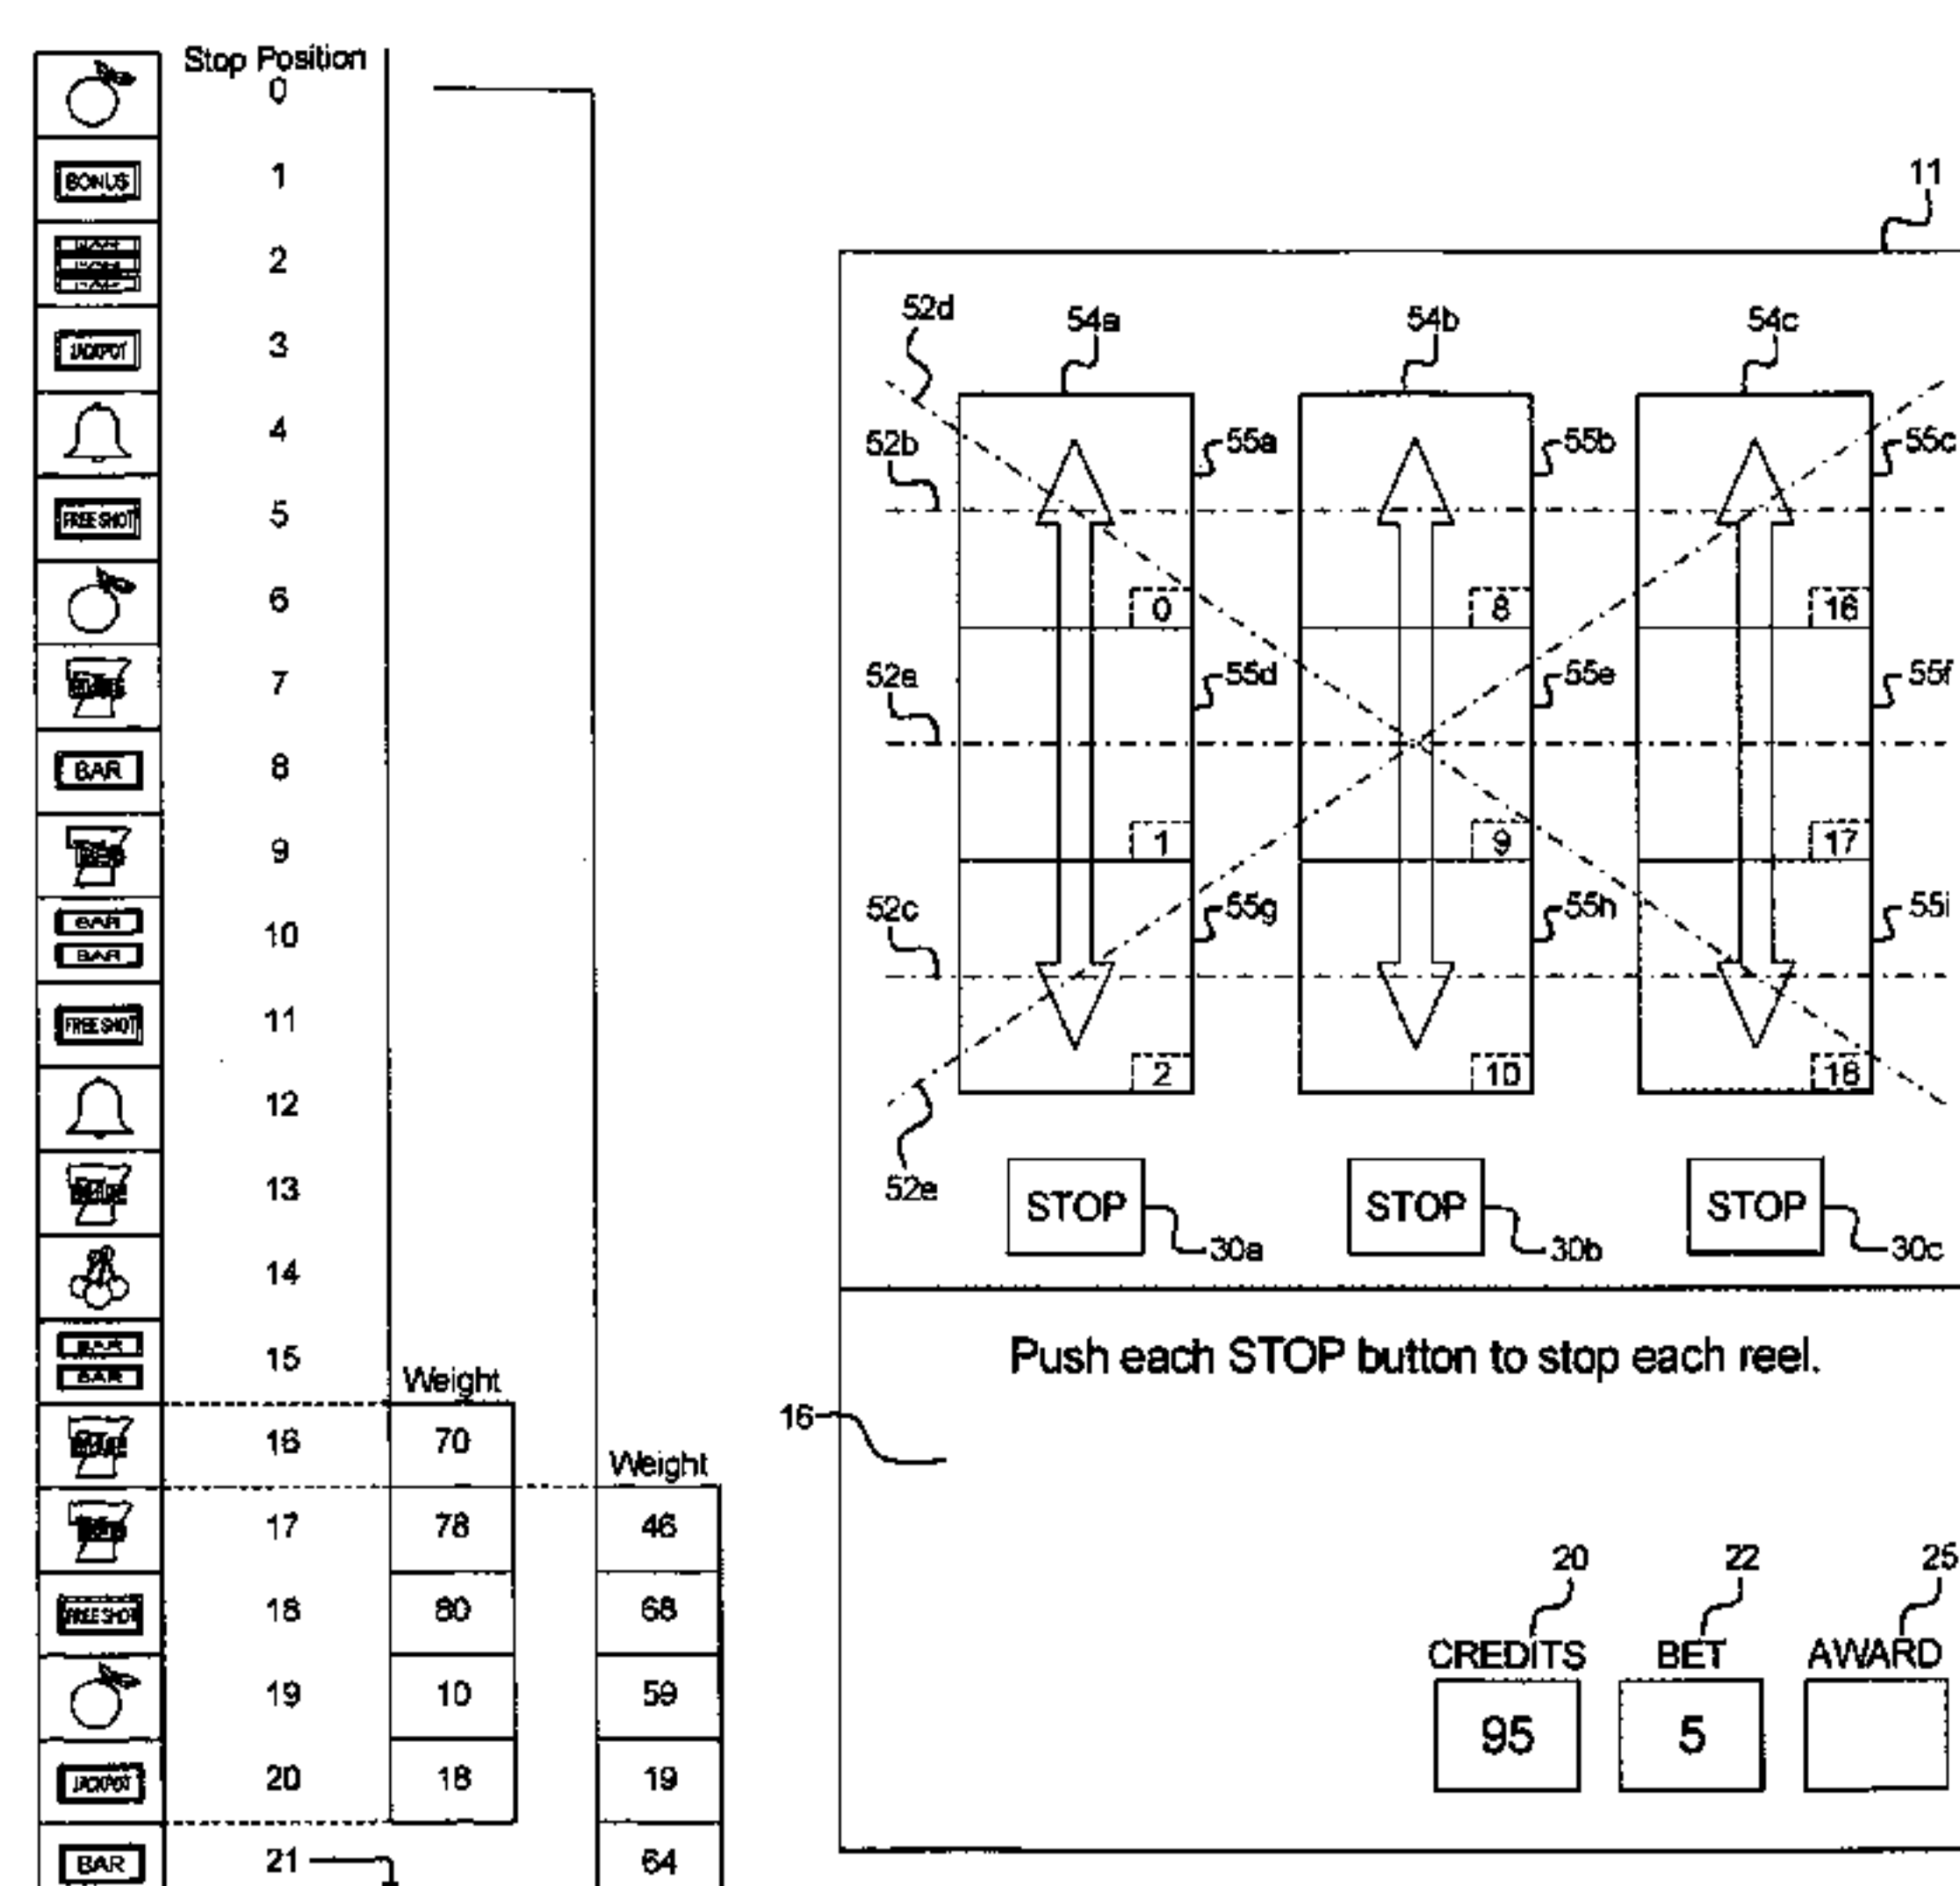 Stop Position
0
BONUS 1
2
JACKPOT 3
4
FREE SHOT 5
6
7
BAR 8
9
BAR
BAR
10
FREE SHOT 11
12
13
14
BAR
BAR
15
Weight
16 70
Weight
17 78 46
FREE SHOT 18 80 68
19 10 59
JACKPOT 20 18 19
BAR 21 64
11
52d 54a 54b 54c
52b 55a 55b 55c
0 8 16
52a 55d 55e 55f
1 9 17
52c 55g 55h 55i
2 10 18
52e
STOP STOP STOP
30a 30b 30c
Push each STOP button to stop each reel.
16
20 22 25
CREDITS BET AWARD
95 5